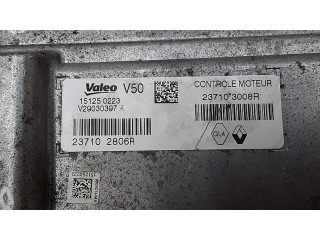 Valeo V50
CONTROLE MOTEUR
15125 0223
V29030397 A
23710 3008R
23710 2806R